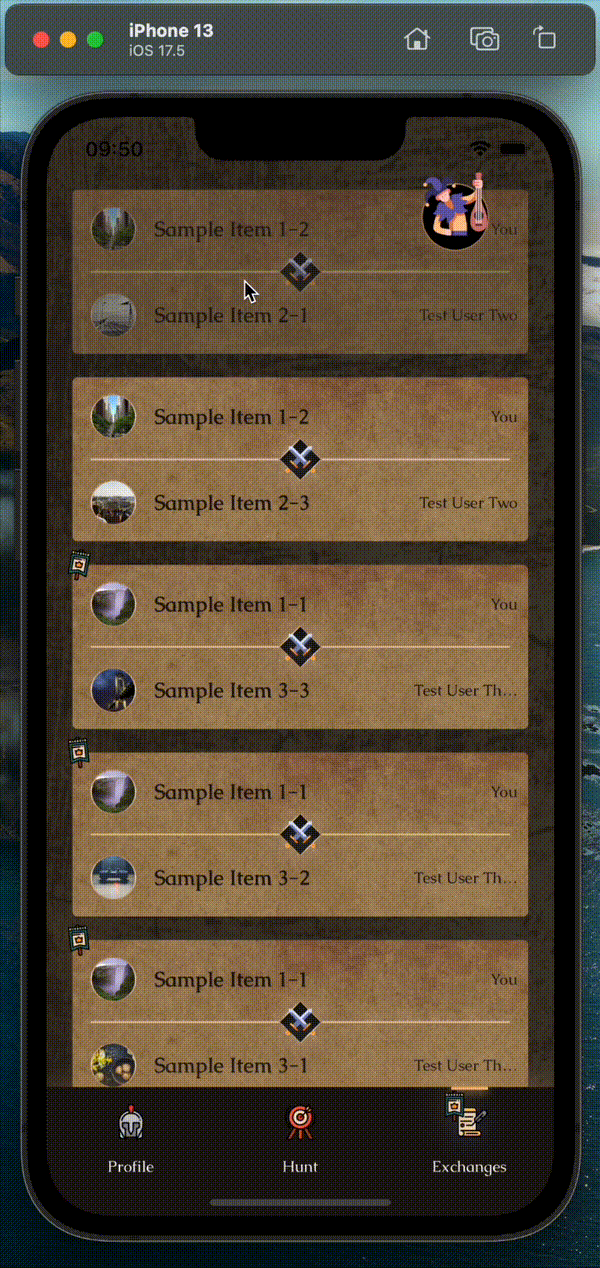 iPhone 13
iOS 17.5
09:50
Sample Item 1-2 You
Sample Item 2-1 Test User Two
Sample Item 1-2 You
Sample Item 2-3 Test User Two
Sample Item 1-1 You
Sample Item 3-3 Test User Th...
Sample Item 1-1 You
Sample Item 3-2 Test User Th...
Sample Item 1-1 You
Sample Item 3-1 Test User Th...
Profile Hunt Exchanges